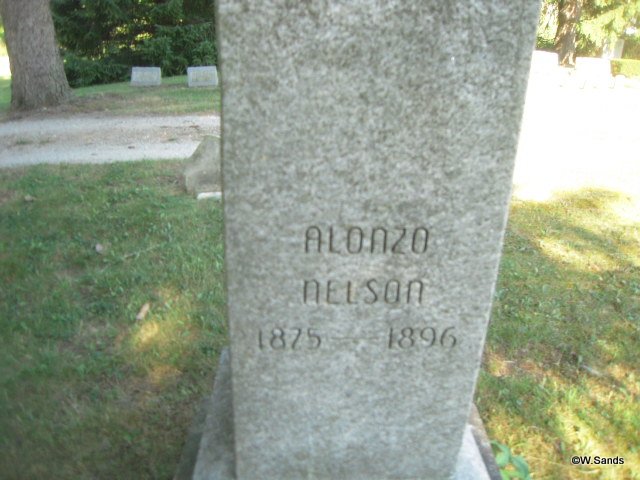 ALONZO
NELSON
1875 — 1896
©W.Sands